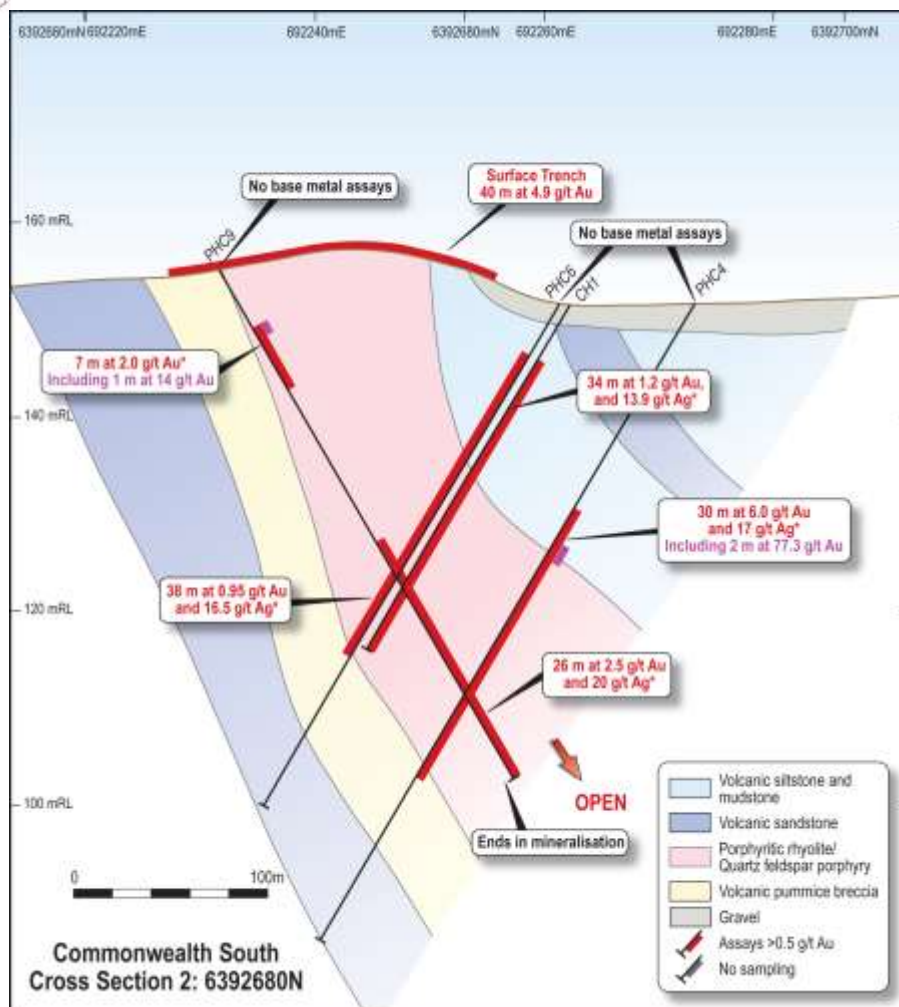 6392660mN 692220mE 692240mE 6392680mN 692260mE 692280mE 6392700mN
No base metal assays
Surface Trench
40 m at 4.9 g/t Au
160 mRL
No base metal assays
PHC9
PHC6
CH1
PHC4
7 m at 2.0 g/t Au*
Including 1 m at 14 g/t Au
34 m at 1.2 g/t Au,
and 13.9 g/t Ag*
140 mRL
30 m at 6.0 g/t Au
and 17 g/t Ag*
Including 2 m at 77.3 g/t Au
38 m at 0.95 g/t Au
and 16.5 g/t Ag*
120 mRL
26 m at 2.5 g/t Au
and 20 g/t Ag*
100 mRL
OPEN
Ends in mineralisation
0 100m
Commonwealth South
Cross Section 2: 6392680N
Volcanic siltstone and
mudstone
Volcanic sandstone
Porphyritic rhyolite/
Quartz feldspar porphyry
Volcanic pummice breccia
Gravel
Assays >0.5 g/t Au
No sampling